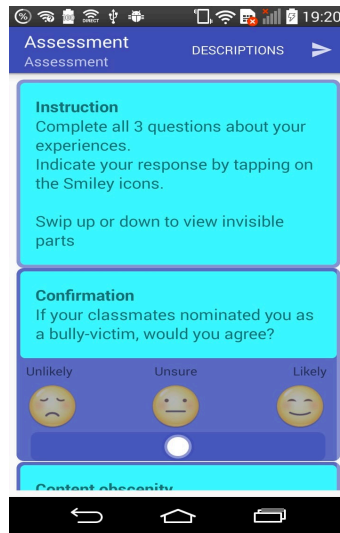 19:20
Assessment
DESCRIPTIONS
Assessment
Instruction
Complete all 3 questions about your
experiences.
Indicate your response by tapping on
the Smiley icons.
Swip up or down to view invisible
parts
Confirmation
If your classmates nominated you as
a bully-victim, would you agree?
Unlikely Unsure Likely
Content obscenity